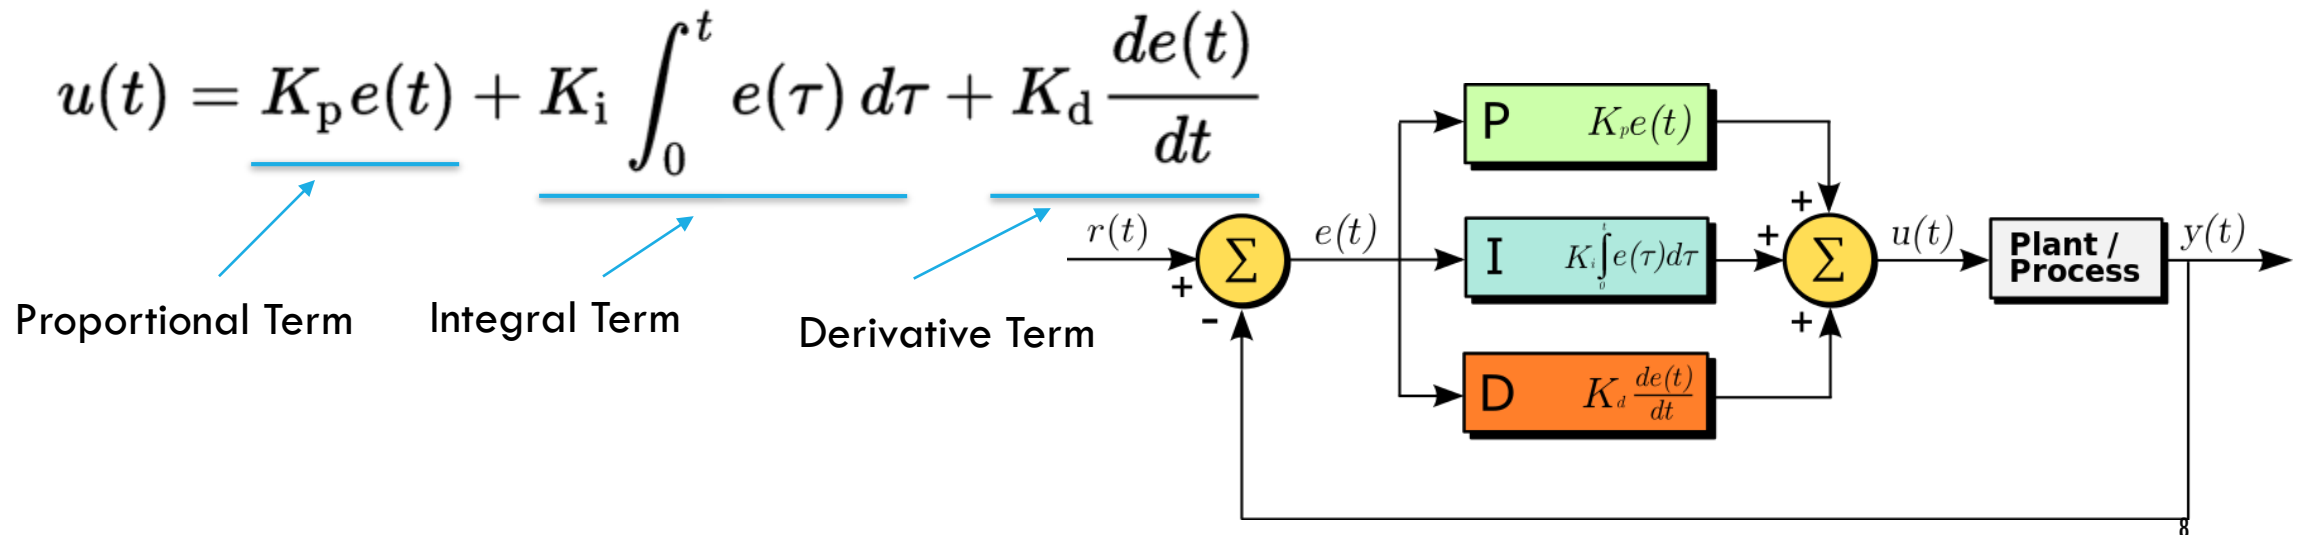 u(t) = K_p e(t) + K_i ∫_0^t e(τ) dτ + K_d de(t)/dt
Proportional Term
Integral Term
Derivative Term
r(t)
+
-
Σ
e(t)
P K_p e(t)
I K_i ∫_0^t e(τ)dτ
D K_d de(t)/dt
+
+
+
Σ
u(t)
Plant /
Process
y(t)
8